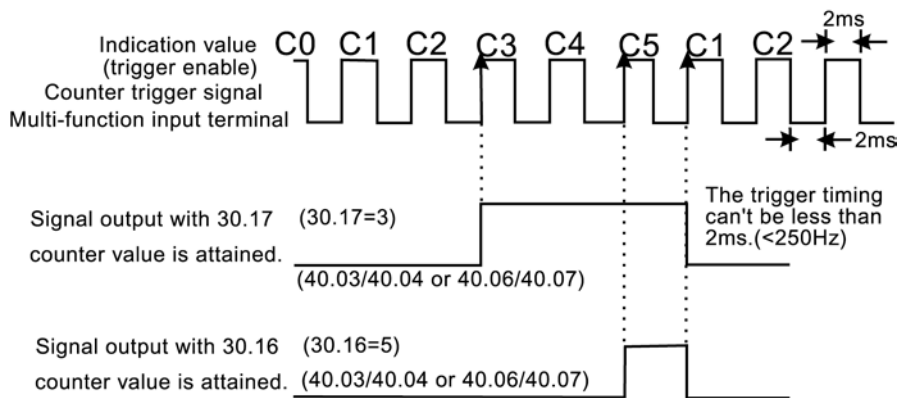 2ms
Indication value C0 C1 C2 C3 C4 C5 C1 C2
(trigger enable)
Counter trigger signal
Multi-function input terminal
2ms
The trigger timing
can't be less than
2ms.(<250Hz)
Signal output with 30.17 (30.17=3)
counter value is attained.
(40.03/40.04 or 40.06/40.07)
Signal output with 30.16 (30.16=5)
counter value is attained. (40.03/40.04 or 40.06/40.07)